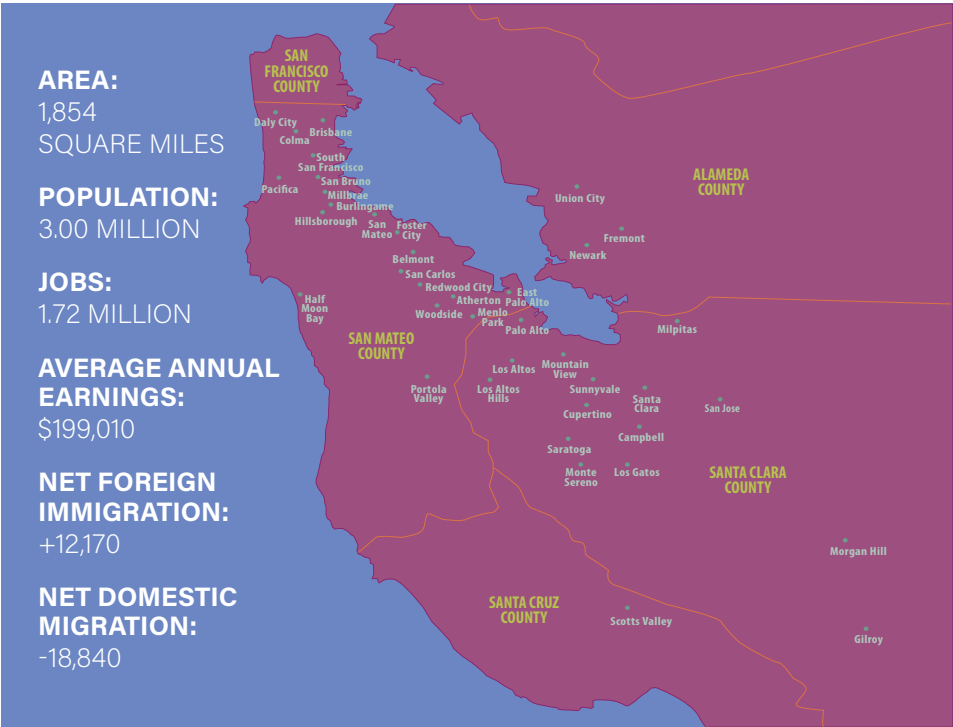 AREA:
1,854
SQUARE MILES
POPULATION:
3.00 MILLION
JOBS:
1.72 MILLION
AVERAGE ANNUAL
EARNINGS:
$199,010
NET FOREIGN
IMMIGRATION:
+12,170
NET DOMESTIC
MIGRATION:
-18,840
SAN
FRANCISCO
COUNTY
Daly City
Colma
Brisbane
South
San Francisco
Pacifica
San Bruno
Millbrae
Burlingame
Hillsborough
San
Mateo
Foster
City
Belmont
San Carlos
Redwood City
Half
Moon
Bay
Woodside
Atherton
Menlo
Park
East
Palo Alto
Palo Alto
SAN MATEO
COUNTY
Portola
Valley
ALAMEDA
COUNTY
Union City
Fremont
Newark
Milpitas
Los Altos
Los Altos
Hills
Mountain
View
Sunnyvale
Cupertino
Santa
Clara
San Jose
Campbell
Saratoga
Monte
Sereno
Los Gatos
SANTA CLARA
COUNTY
Morgan Hill
SANTA CRUZ
COUNTY
Scotts Valley
Gilroy